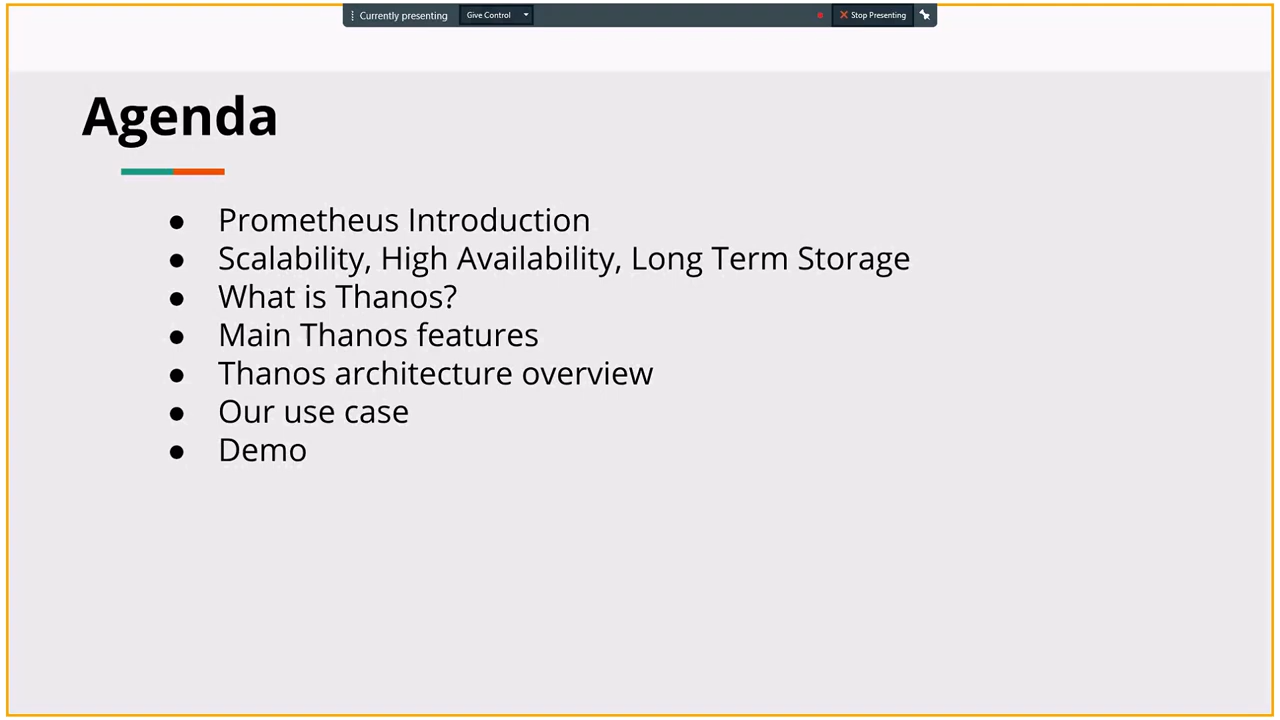 Currently presenting Give Control Stop Presenting
Agenda
● Prometheus Introduction
● Scalability, High Availability, Long Term Storage
● What is Thanos?
● Main Thanos features
● Thanos architecture overview
● Our use case
● Demo